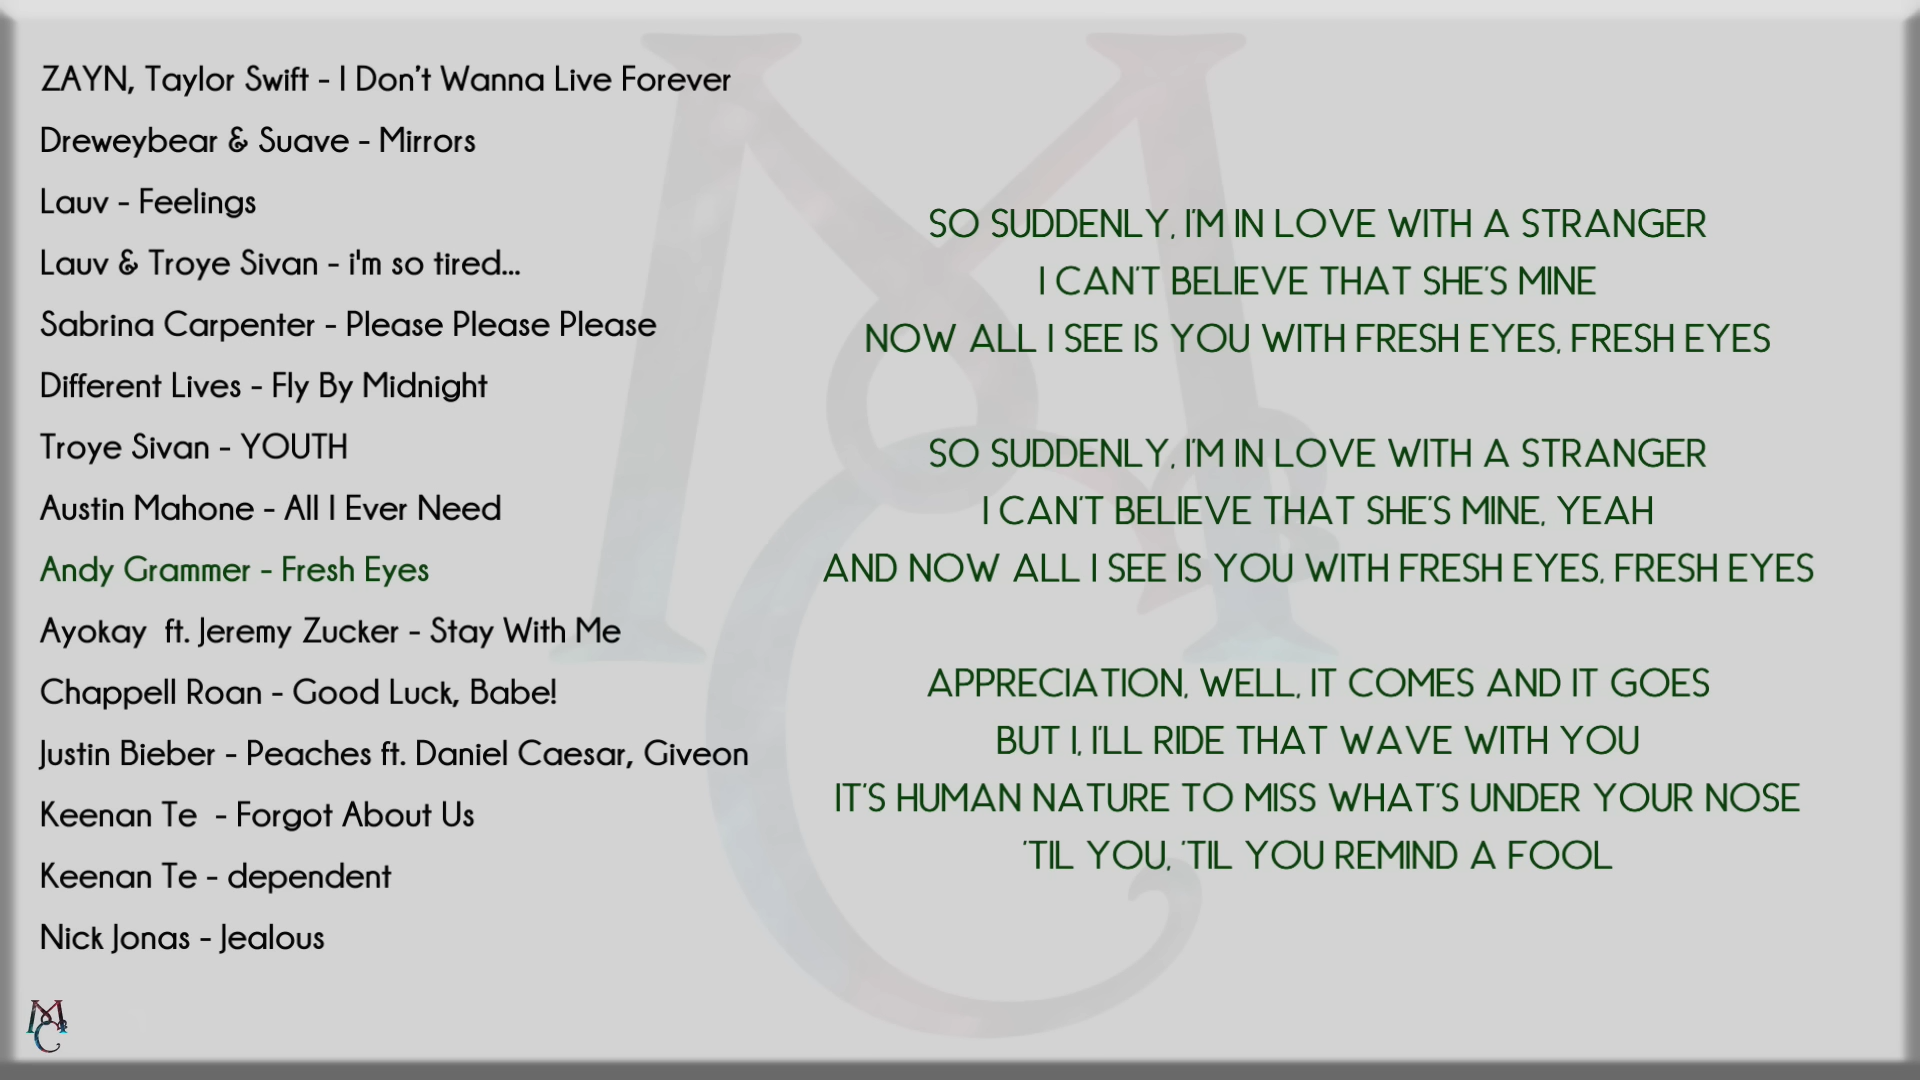 ZAYN, Taylor Swift - I Don't Wanna Live Forever
Dreweybear & Suave - Mirrors
Lauv - Feelings
Lauv & Troye Sivan - i'm so tired...
Sabrina Carpenter - Please Please Please
Different Lives - Fly By Midnight
Troye Sivan - YOUTH
Austin Mahone - All I Ever Need
Andy Grammer - Fresh Eyes
Ayokay  ft. Jeremy Zucker - Stay With Me
Chappell Roan - Good Luck, Babe!
Justin Bieber - Peaches ft. Daniel Caesar, Giveon
Keenan Te  - Forgot About Us
Keenan Te - dependent
Nick Jonas - Jealous
SO SUDDENLY, I'M IN LOVE WITH A STRANGER
I CAN'T BELIEVE THAT SHE'S MINE
NOW ALL I SEE IS YOU WITH FRESH EYES, FRESH EYES
SO SUDDENLY, I'M IN LOVE WITH A STRANGER
I CAN'T BELIEVE THAT SHE'S MINE, YEAH
AND NOW ALL I SEE IS YOU WITH FRESH EYES, FRESH EYES
APPRECIATION, WELL, IT COMES AND IT GOES
BUT I, I'LL RIDE THAT WAVE WITH YOU
IT'S HUMAN NATURE TO MISS WHAT'S UNDER YOUR NOSE
'TIL YOU, 'TIL YOU REMIND A FOOL
MC